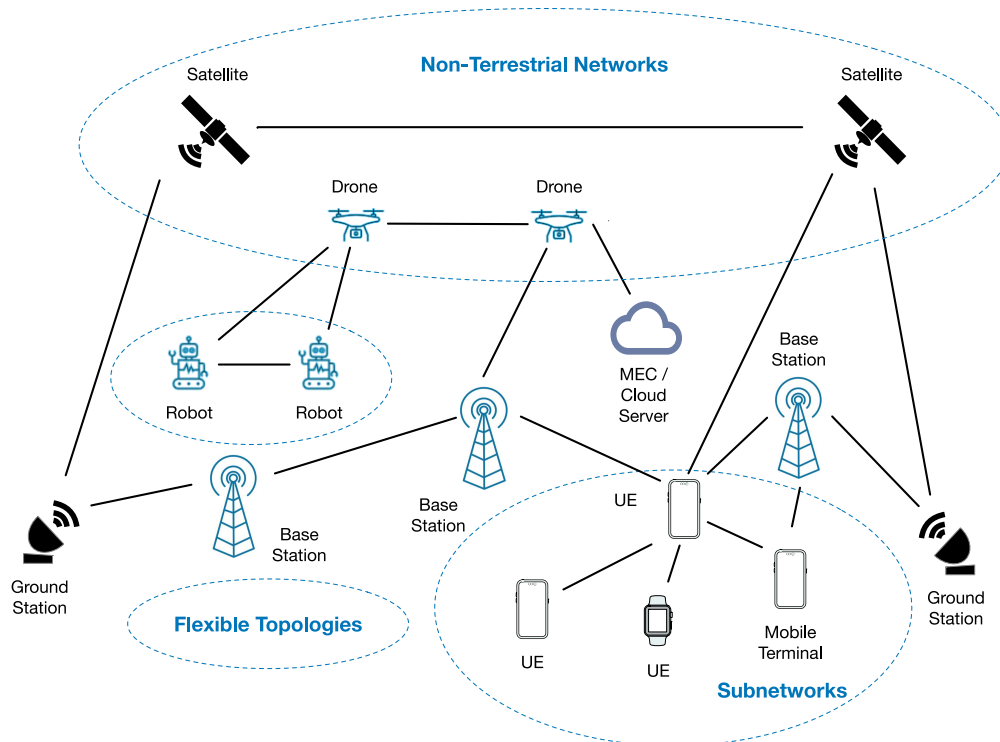 Non-Terrestrial Networks
Satellite
Satellite
Drone
Drone
Base
Station
MEC /
Cloud
Server
Robot
Robot
Base
Station
UE
Base
Station
Ground
Station
Ground
Station
Flexible Topologies
UE
UE
Mobile
Terminal
Subnetworks